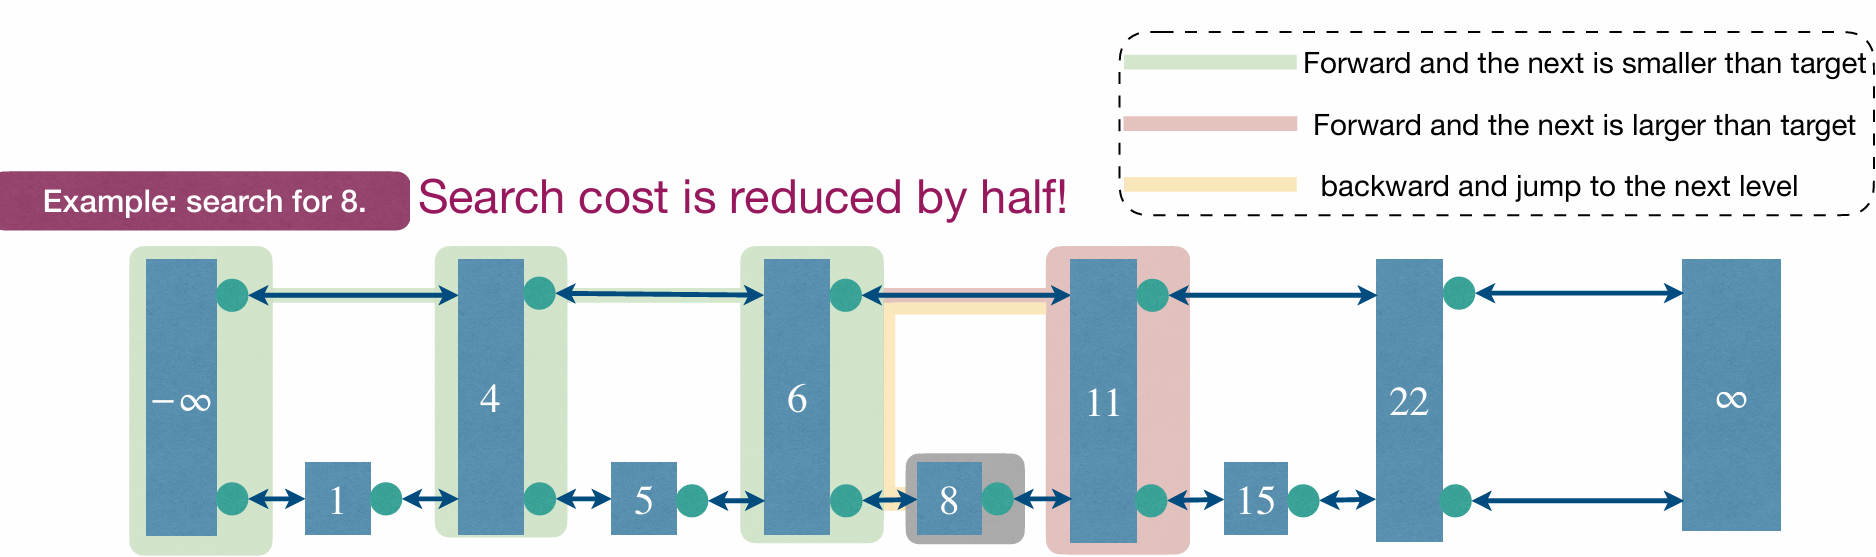 Forward and the next is smaller than target
Forward and the next is larger than target
backward and jump to the next level
Example: search for 8.
Search cost is reduced by half!
−∞
4
6
11
22
∞
1
5
8
15